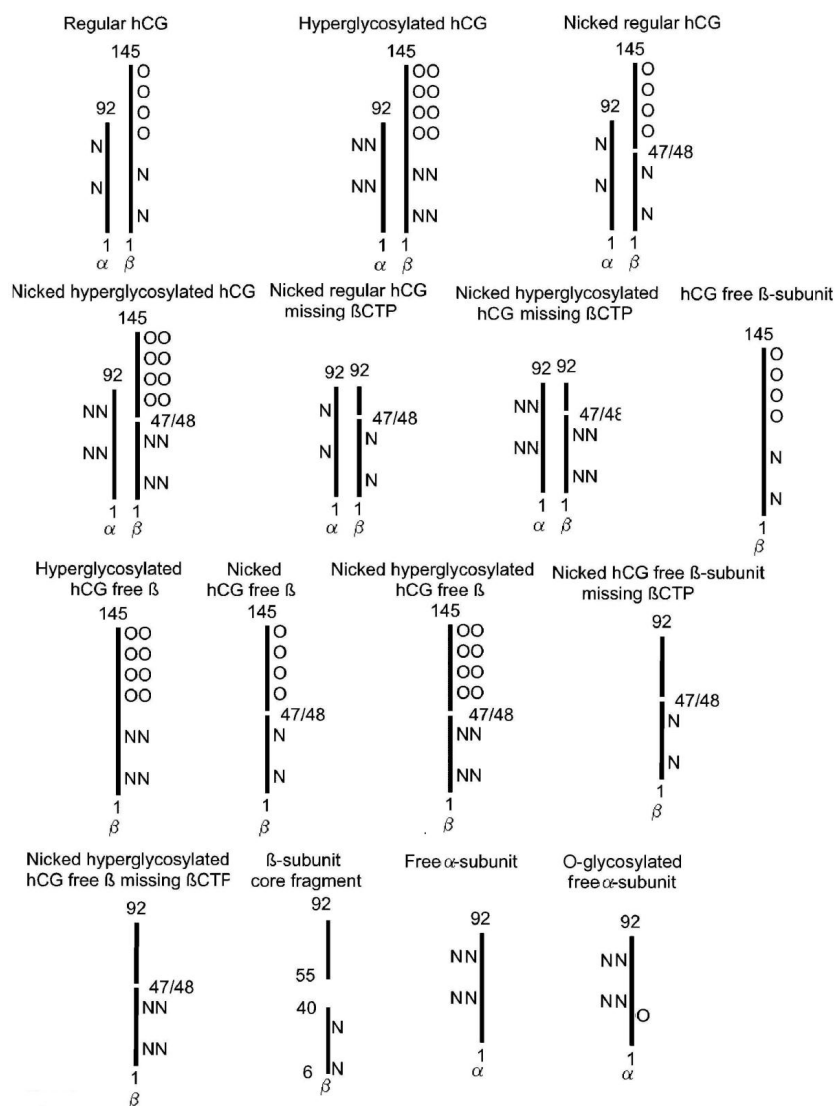 Regular hCG
145
O
O
O
O
92
N
N
N
N
1 1
α β
Hyperglycosylated hCG
145
OO
OO
OO
OO
92
NN
NN
NN
NN
1 1
α β
Nicked regular hCG
145
O
O
O
O
92
47/48
N
N
N
N
1 1
α β
Nicked hyperglycosylated hCG
145
OO
OO
OO
OO
92
47/48
NN
NN
NN
NN
1 1
α β
Nicked regular hCG
missing ßCTP
92 92
N
47/48
N
N
N
1 1
α β
Nicked hyperglycosylated
hCG missing ßCTP
92 92
NN
47/48
NN
NN
NN
1 1
α β
hCG free ß-subunit
145
O
O
O
O
N
N
1
β
Hyperglycosylated
hCG free ß
145
OO
OO
OO
OO
NN
NN
1
β
Nicked
hCG free ß
145
O
O
O
O
47/48
N
N
1
β
Nicked hyperglycosylated
hCG free ß
145
OO
OO
OO
OO
47/48
NN
NN
1
β
Nicked hCG free ß-subunit
missing ßCTP
92
47/48
N
N
1
β
Nicked hyperglycosylated
hCG free ß missing ßCTP
92
47/48
NN
NN
1
β
ß-subunit
core fragment
92
55
40
N
6 N
β
Free α-subunit
92
NN
NN
1
α
O-glycosylated
free α-subunit
92
NN
NN
O
1
α